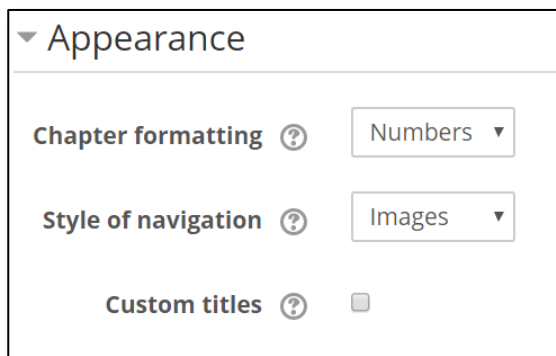 Appearance
Chapter formatting Numbers
Style of navigation Images
Custom titles